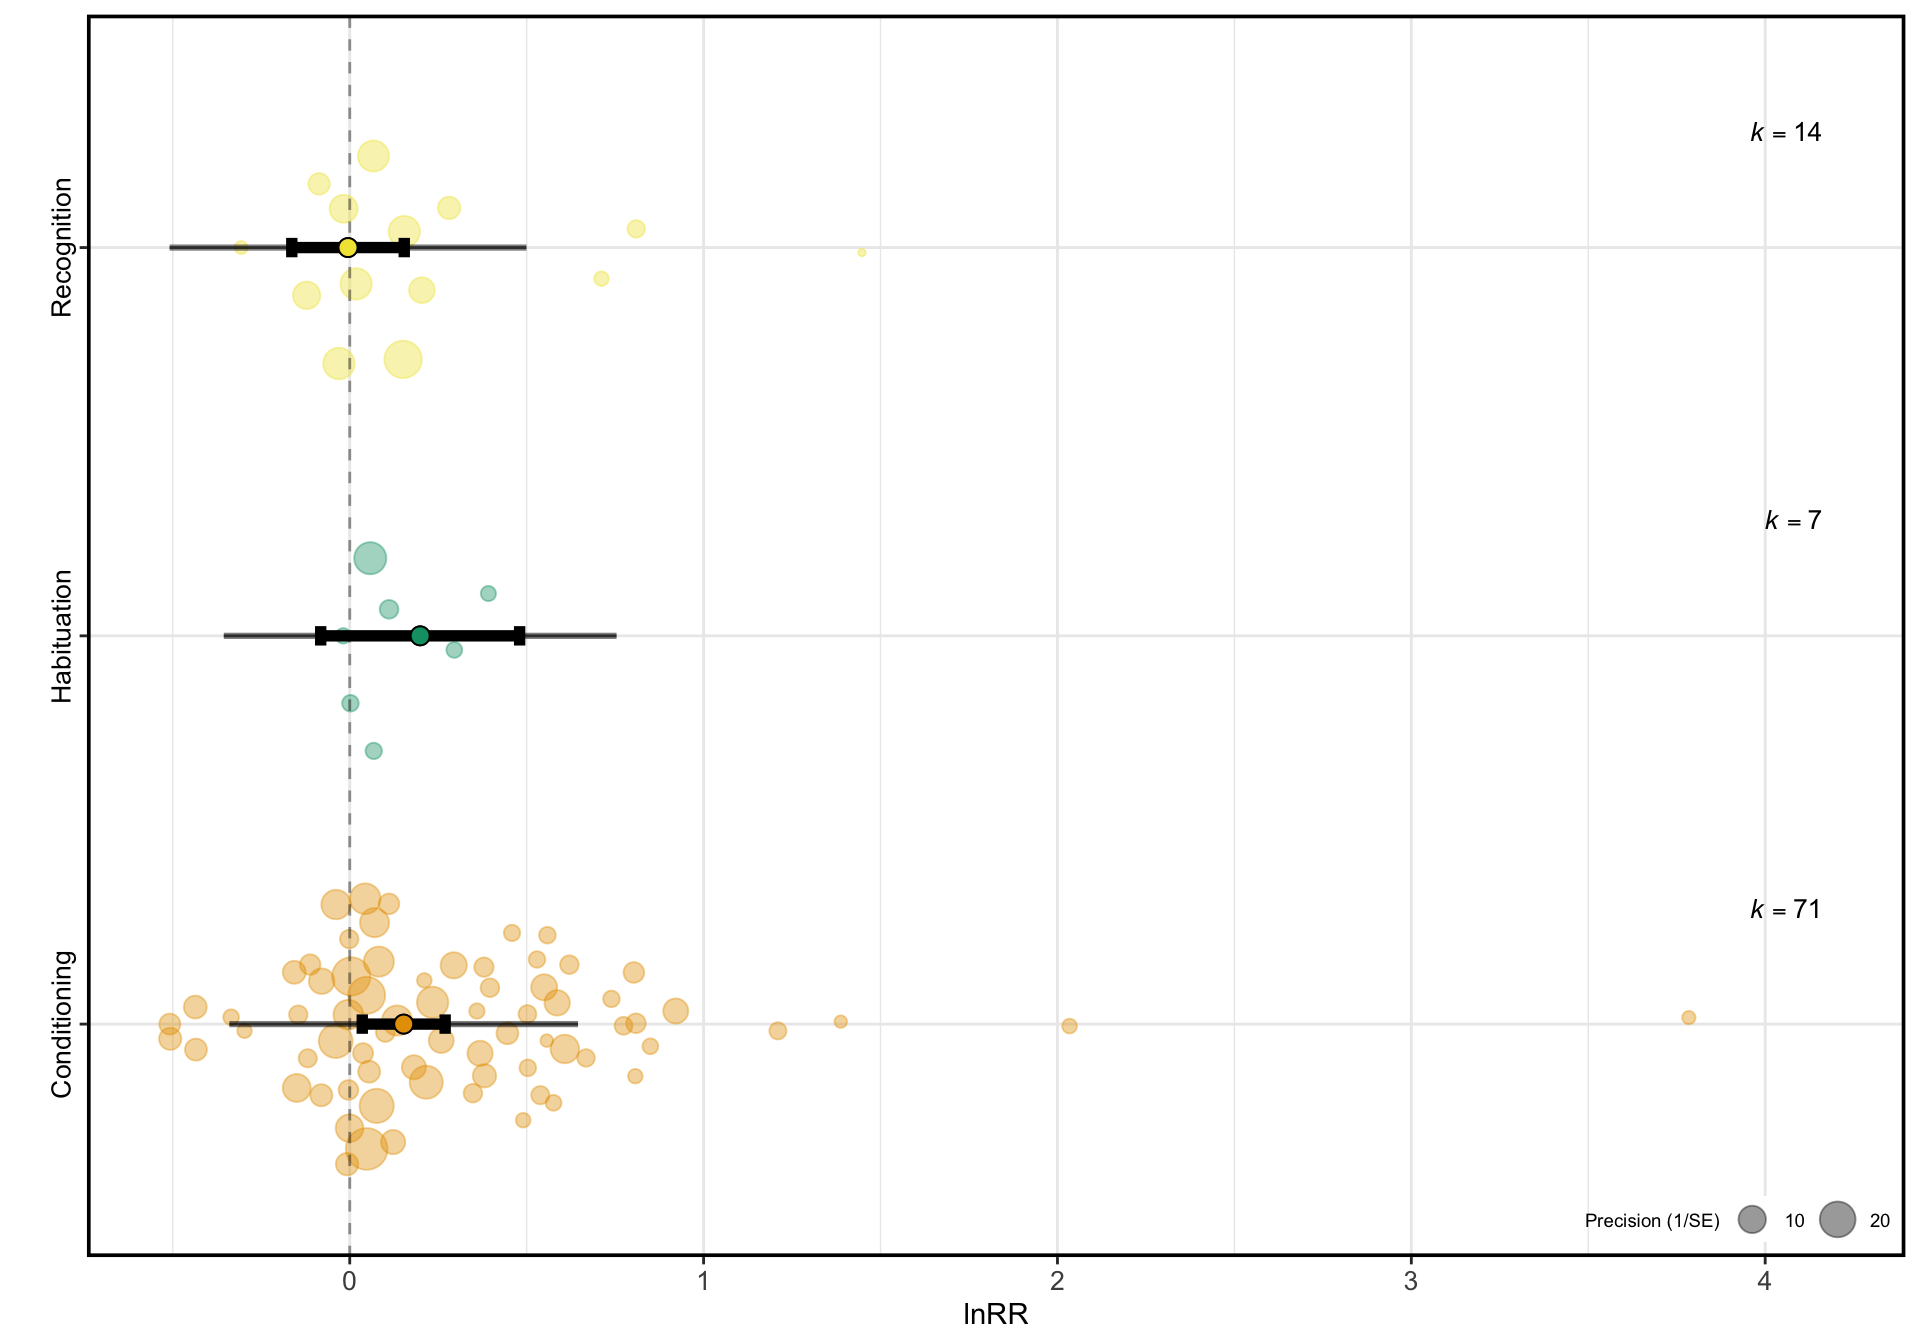 Recognition
k = 14
Habituation
k = 7
Conditioning
k = 71
Precision (1/SE) 10 20
0 1 2 3 4
lnRR